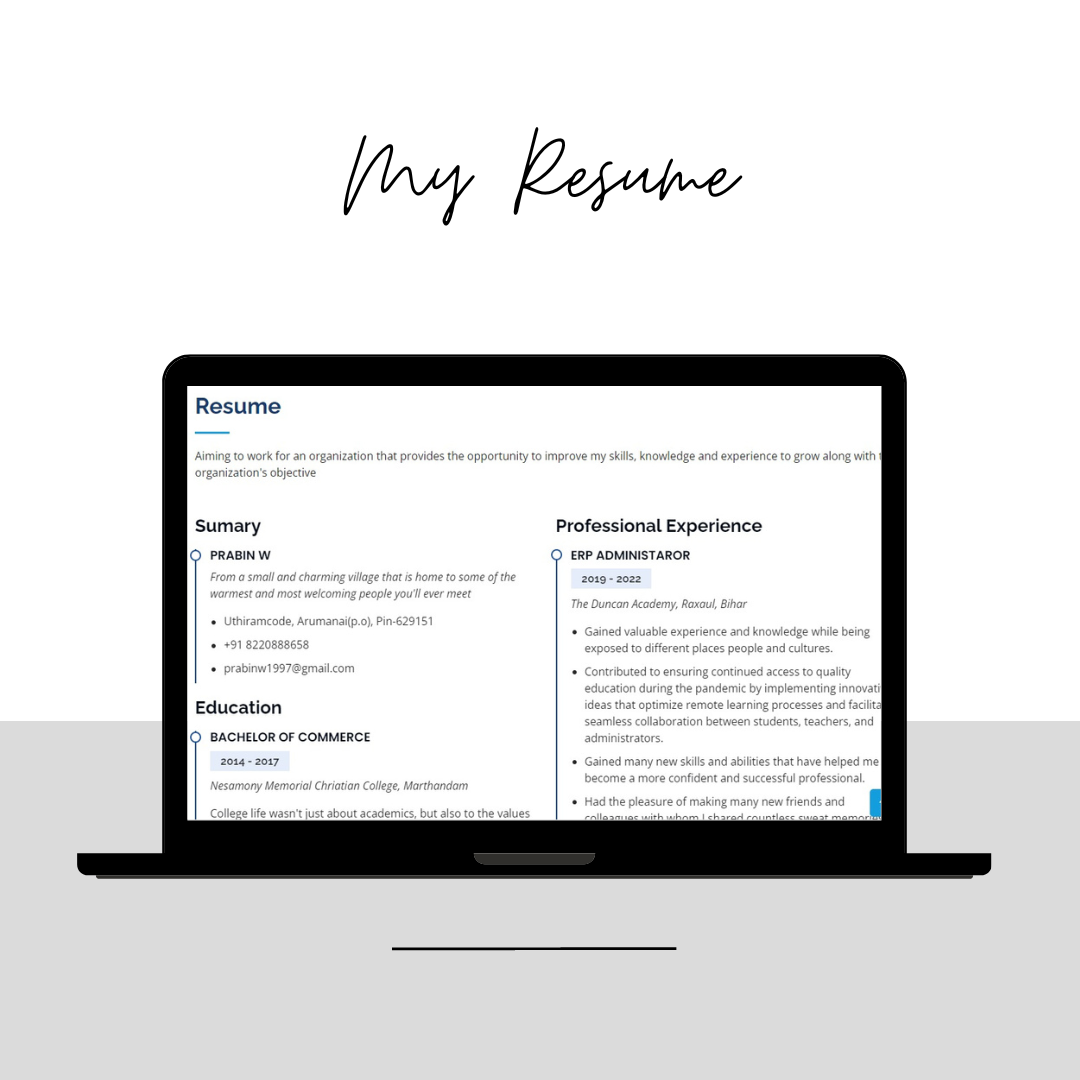 My Resume
Resume
Aiming to work for an organization that provides the opportunity to improve my skills, knowledge and experience to grow along with
organization's objective
Sumary
PRABIN W
From a small and charming village that is home to some of the
warmest and most welcoming people you'll ever meet
Uthiramcode, Arumanai(p.o), Pin-629151
+91 8220888658
prabinw1997@gmail.com
Education
BACHELOR OF COMMERCE
2014 - 2017
Nesamony Memorial Chriatian College, Marthandam
College life wasn't just about academics, but also to the values
Professional Experience
ERP ADMINISTAROR
2019 - 2022
The Duncan Academy, Raxaul, Bihar
Gained valuable experience and knowledge while being
exposed to different places people and cultures.
Contributed to ensuring continued access to quality
education during the pandemic by implementing innovati
ideas that optimize remote learning processes and facilita
seamless collaboration between students, teachers, and
administrators.
Gained many new skills and abilities that have helped me
become a more confident and successful professional.
Had the pleasure of making many new friends and
colleagues with whom I shared countless sweat memories